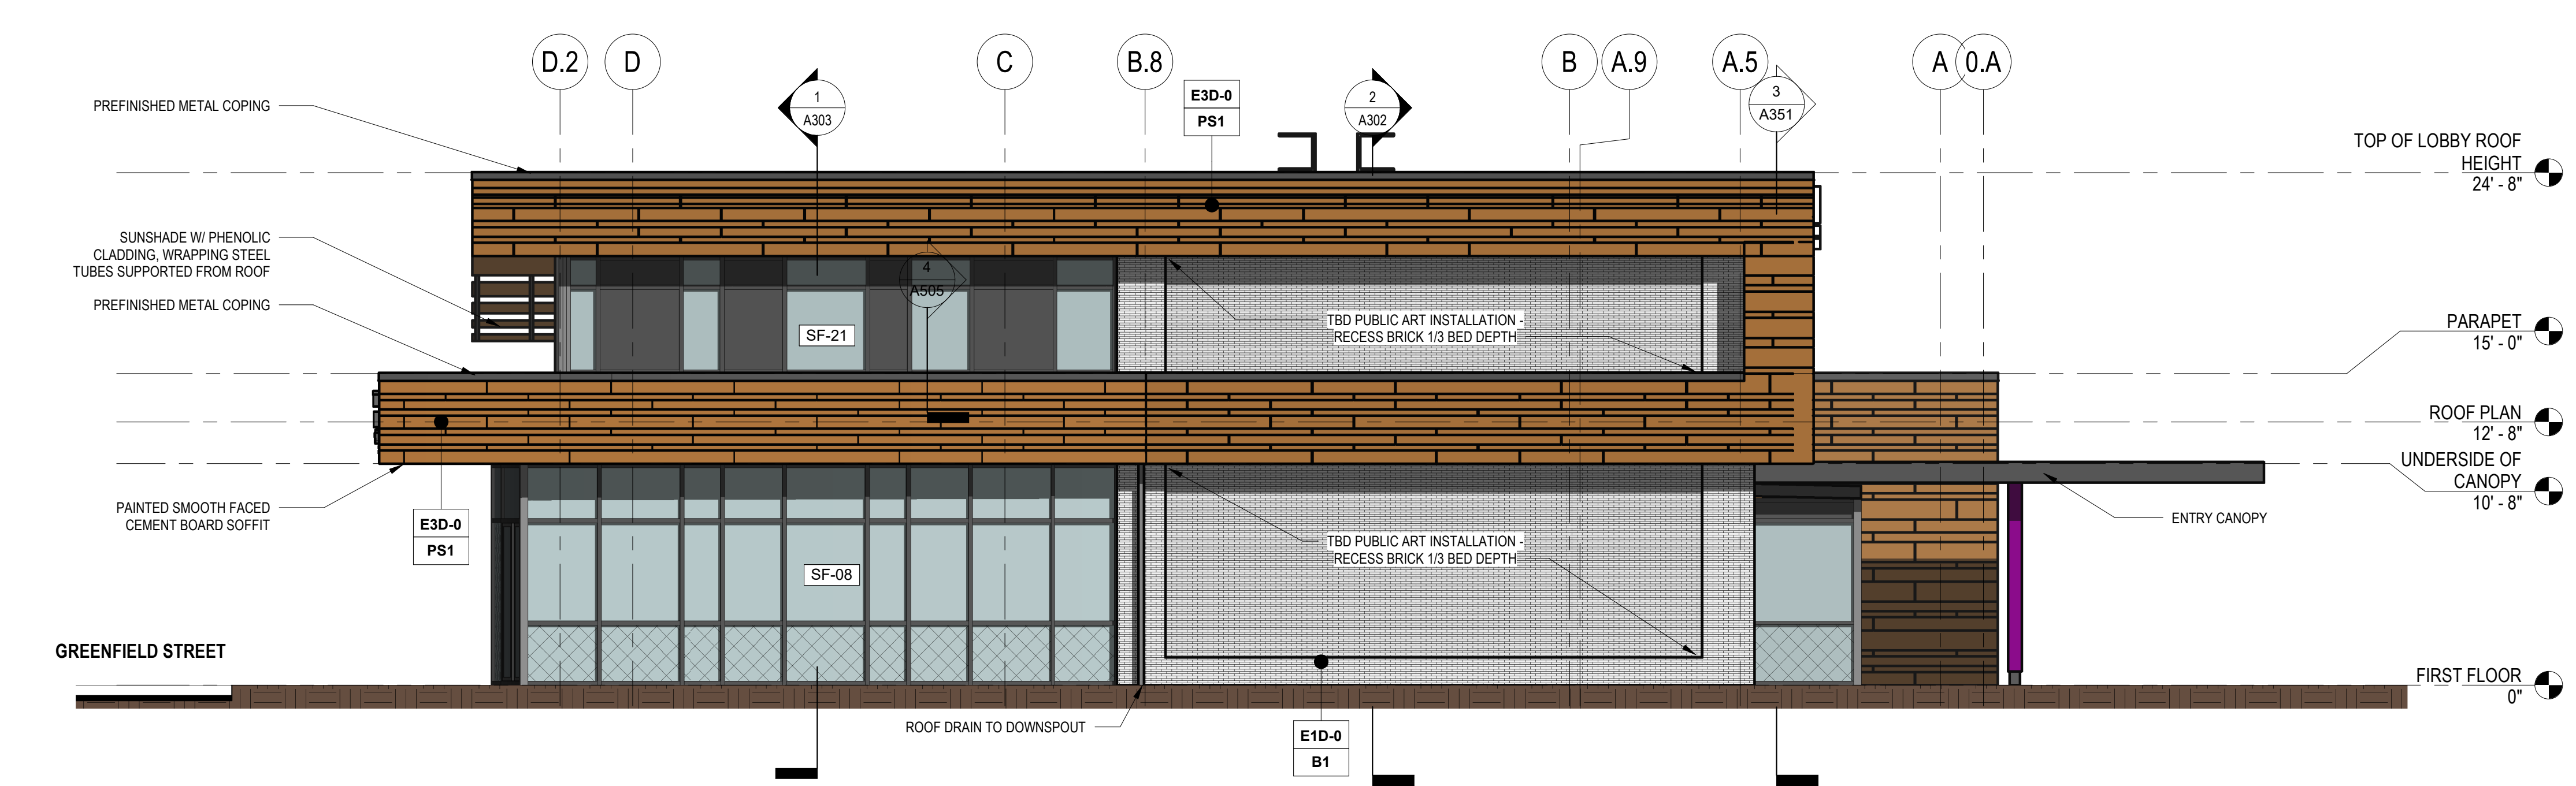 D.2
D
C
B.8
B
A.9
A.5
A
0.A
1
A303
E3D-0
PS1
2
A302
3
A351
PREFINISHED METAL COPING
TOP OF LOBBY ROOF
HEIGHT
24' - 8"
SUNSHADE W/ PHENOLIC
CLADDING, WRAPPING STEEL
TUBES SUPPORTED FROM ROOF
PREFINISHED METAL COPING
4
A505
SF-21
TBD PUBLIC ART INSTALLATION -
RECESS BRICK 1/3 BED DEPTH
PARAPET
15' - 0"
ROOF PLAN
12' - 8"
UNDERSIDE OF
CANOPY
10' - 8"
PAINTED SMOOTH FACED
CEMENT BOARD SOFFIT
E3D-0
PS1
ENTRY CANOPY
TBD PUBLIC ART INSTALLATION -
RECESS BRICK 1/3 BED DEPTH
SF-08
GREENFIELD STREET
FIRST FLOOR
0"
ROOF DRAIN TO DOWNSPOUT
E1D-0
B1